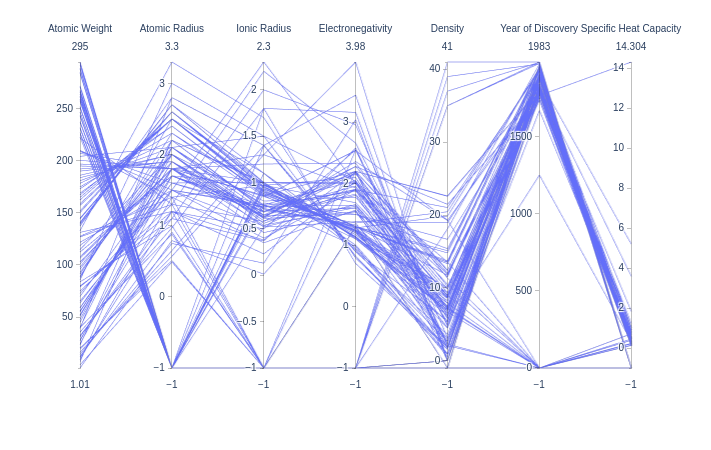 Atomic Weight Atomic Radius Ionic Radius Electronegativity Density Year of Discovery Specific Heat Capacity
295 3.3 2.3 3.98 41 1983 14.304
250 200 150 100 50
3 2 1 0 −1
2 1.5 1 0.5 0 −0.5 −1
3 2 1 0 −1
40 30 20 10 0
1500 1000 500 0
14 12 10 8 6 4 2 0
1.01 −1 −1 −1 −1 −1 −1